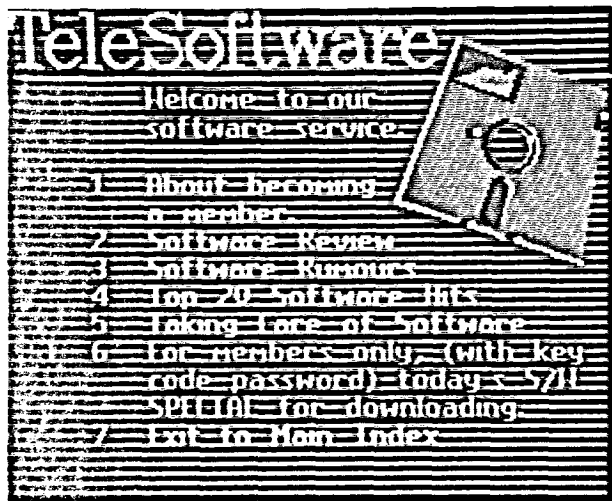 TeleSoftware
Welcome to our
software service.
1 About becoming
a member.
2 Software Review
3 Software Rumours
4 Top 20 Software Hits
5 Taking Care of Software
6 For members only, (with key
code password) today's S/W
SPECIAL for downloading.
7 Exit to Main Index